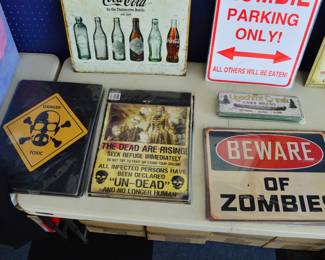 Coca-Cola
ZOMBIE
PARKING
ONLY!
ALL OTHERS WILL BE EATEN!
DANGER
TOXIC
THE DEAD ARE RISING!
SEEK REFUGE IMMEDIATELY
ALL INFECTED PERSONS HAVE
BEEN DECLARED
"UN-DEAD"
AND NO LONGER HUMAN
BEWARE
OF
ZOMBIES